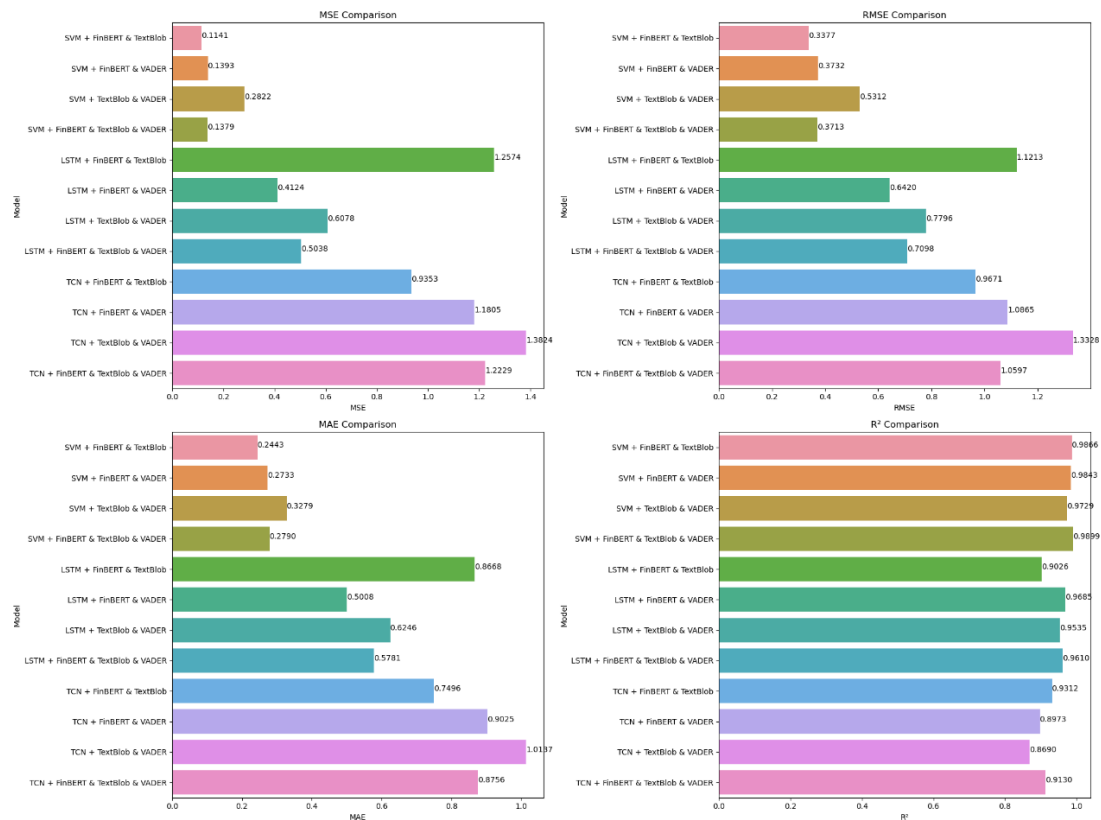 MSE Comparison
SVM + FinBERT & TextBlob 0.1141
SVM + FinBERT & VADER 0.1393
SVM + TextBlob & VADER 0.2822
SVM + FinBERT & TextBlob & VADER 0.1379
LSTM + FinBERT & TextBlob 1.2574
LSTM + FinBERT & VADER 0.4124
LSTM + TextBlob & VADER 0.6078
LSTM + FinBERT & TextBlob & VADER 0.5038
TCN + FinBERT & TextBlob 0.9353
TCN + FinBERT & VADER 1.1805
TCN + TextBlob & VADER 1.3824
TCN + FinBERT & TextBlob & VADER 1.2229
Model
0.0 0.2 0.4 0.6 0.8 1.0 1.2 1.4
MSE
RMSE Comparison
SVM + FinBERT & TextBlob 0.3377
SVM + FinBERT & VADER 0.3732
SVM + TextBlob & VADER 0.5312
SVM + FinBERT & TextBlob & VADER 0.3713
LSTM + FinBERT & TextBlob 1.1213
LSTM + FinBERT & VADER 0.6420
LSTM + TextBlob & VADER 0.7796
LSTM + FinBERT & TextBlob & VADER 0.7098
TCN + FinBERT & TextBlob 0.9671
TCN + FinBERT & VADER 1.0865
TCN + TextBlob & VADER 1.3328
TCN + FinBERT & TextBlob & VADER 1.0597
Model
0.0 0.2 0.4 0.6 0.8 1.0 1.2
RMSE
MAE Comparison
SVM + FinBERT & TextBlob 0.2443
SVM + FinBERT & VADER 0.2733
SVM + TextBlob & VADER 0.3279
SVM + FinBERT & TextBlob & VADER 0.2790
LSTM + FinBERT & TextBlob 0.8668
LSTM + FinBERT & VADER 0.5008
LSTM + TextBlob & VADER 0.6246
LSTM + FinBERT & TextBlob & VADER 0.5781
TCN + FinBERT & TextBlob 0.7496
TCN + FinBERT & VADER 0.9025
TCN + TextBlob & VADER 1.0137
TCN + FinBERT & TextBlob & VADER 0.8756
Model
0.0 0.2 0.4 0.6 0.8 1.0
MAE
R² Comparison
SVM + FinBERT & TextBlob 0.9866
SVM + FinBERT & VADER 0.9843
SVM + TextBlob & VADER 0.9729
SVM + FinBERT & TextBlob & VADER 0.9899
LSTM + FinBERT & TextBlob 0.9026
LSTM + FinBERT & VADER 0.9685
LSTM + TextBlob & VADER 0.9535
LSTM + FinBERT & TextBlob & VADER 0.9610
TCN + FinBERT & TextBlob 0.9312
TCN + FinBERT & VADER 0.8973
TCN + TextBlob & VADER 0.8690
TCN + FinBERT & TextBlob & VADER 0.9130
Model
0.0 0.2 0.4 0.6 0.8 1.0
R²